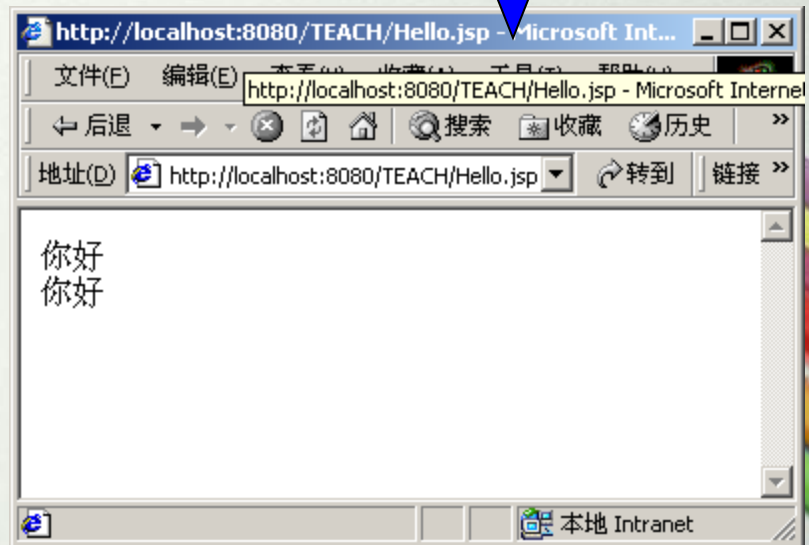 http://localhost:8080/TEACH/Hello.jsp - Microsoft Int...
文件(F) 编辑(E)
http://localhost:8080/TEACH/Hello.jsp - Microsoft Interne
后退 搜索 收藏 历史 »
地址(D) http://localhost:8080/TEACH/Hello.jsp 转到 链接 »
你好
你好
本地 Intranet